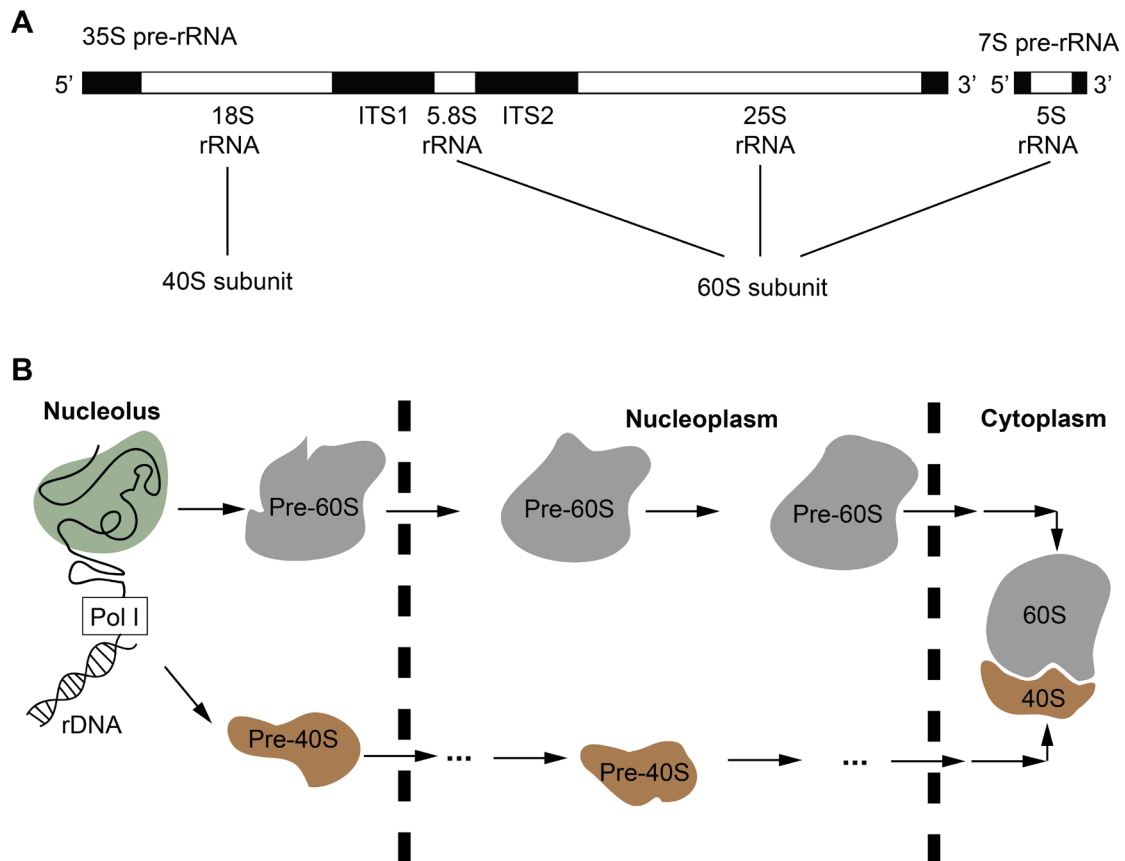 A
35S pre-rRNA
7S pre-rRNA
5’ 3’ 5’ 3’
18S ITS1 5.8S ITS2 25S 5S
rRNA rRNA rRNA rRNA
40S subunit
60S subunit
B
Nucleolus Nucleoplasm Cytoplasm
Pre-60S Pre-60S Pre-60S
Pol I
60S
40S
rDNA
Pre-40S
... Pre-40S ...